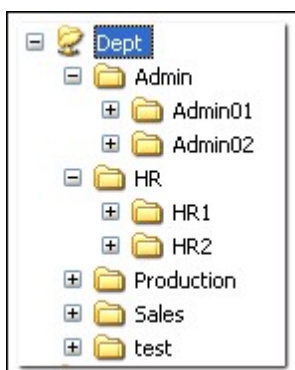 Dept
Admin
Admin01
Admin02
HR
HR1
HR2
Production
Sales
test